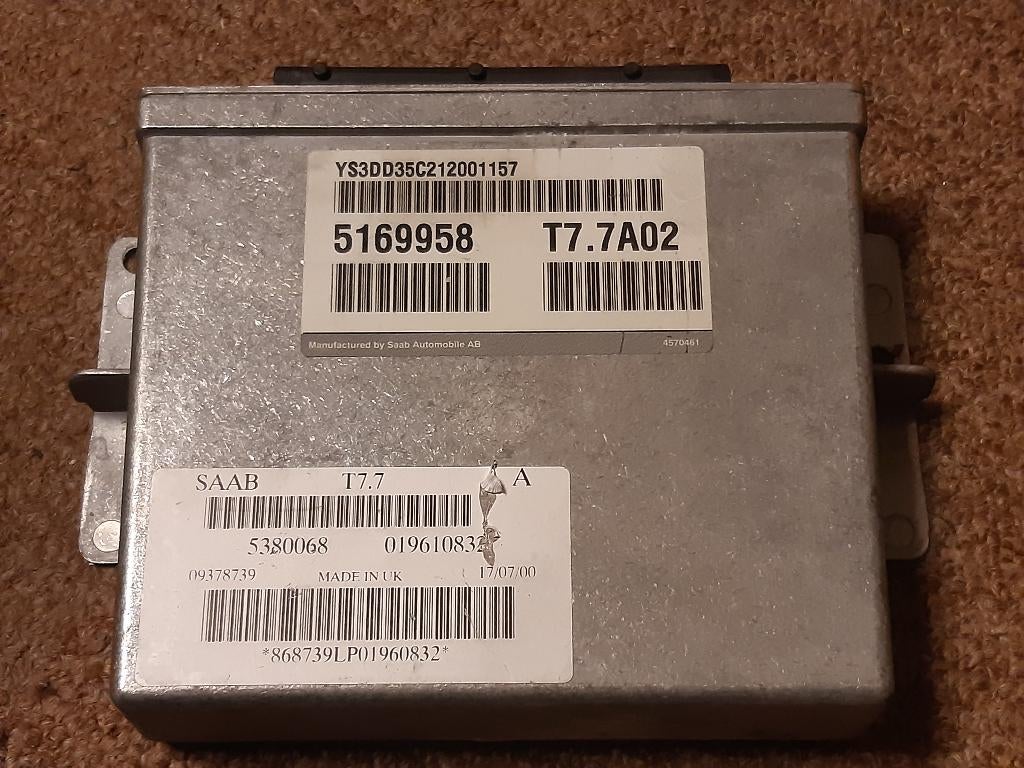 YS3DD35C212001157
5169958 T7.7A02
Manufactured by Saab Automobile AB 4570461
SAAB T7.7 A
5380068 019610832
09378739 MADE IN UK 17/07/00
*868739LP01960832*